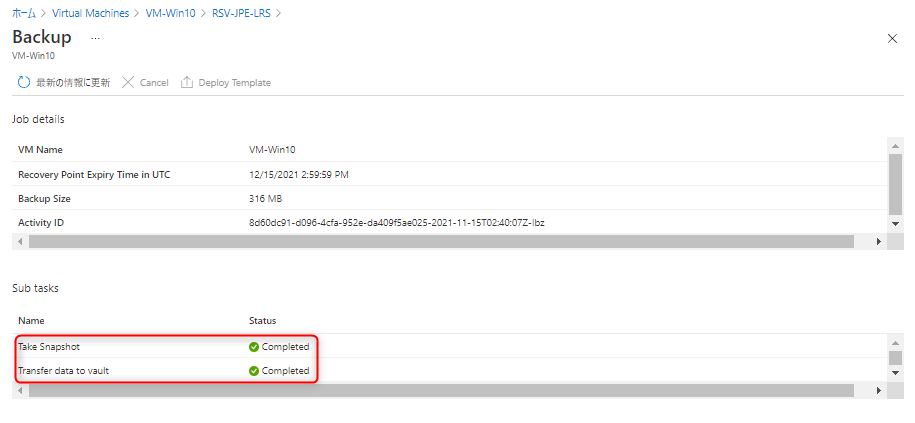 ホーム > Virtual Machines > VM-Win10 > RSV-JPE-LRS >
Backup ...
VM-Win10
最新の情報に更新 Cancel Deploy Template
Job details
VM Name VM-Win10
Recovery Point Expiry Time in UTC 12/15/2021 2:59:59 PM
Backup Size 316 MB
Activity ID 8d60dc91-d096-4cfa-952e-da409f5ae025-2021-11-15T02:40:07Z-Ibz
Sub tasks
Name Status
Take Snapshot Completed
Transfer data to vault Completed